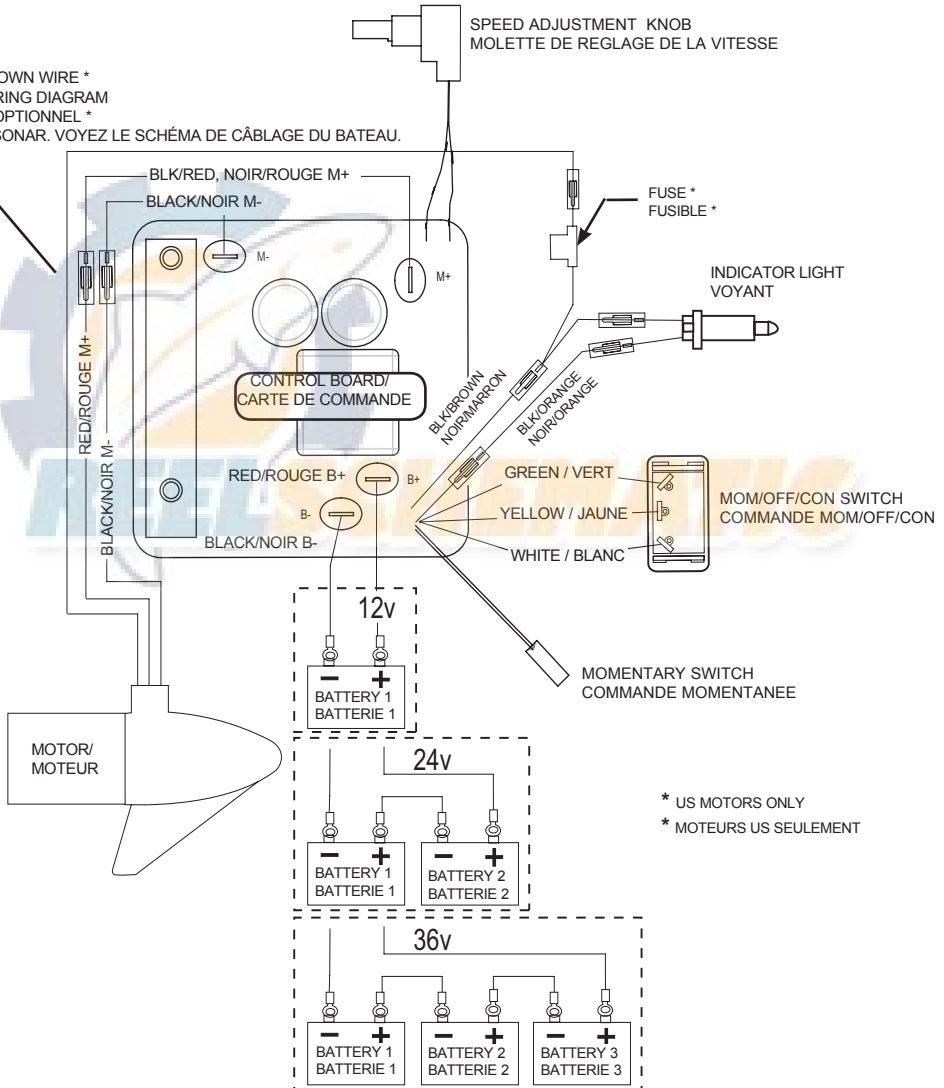 SPEED ADJUSTMENT KNOB
MOLETTE DE REGLAGE DE LA VITESSE
OWN WIRE *
RING DIAGRAM
OPTIONNEL *
SONAR. VOYEZ LE SCHÉMA DE CÂBLAGE DU BATEAU.
BLK/RED, NOIR/ROUGE M+
BLACK/NOIR M-
FUSE *
FUSIBLE *
M-
M+
INDICATOR LIGHT
VOYANT
RED/ROUGE M+
BLACK/NOIR M-
CONTROL BOARD/
CARTE DE COMMANDE
BLK/BROWN
NOIR/MARRON
BLK/ORANGE
NOIR/ORANGE
REELSCHEMATIC
RED/ROUGE B+
B+
B-
BLACK/NOIR B-
GREEN / VERT
YELLOW / JAUNE
WHITE / BLANC
MOM/OFF/CON SWITCH
COMMANDE MOM/OFF/CON
12v
- +
BATTERY 1
BATTERIE 1
MOMENTARY SWITCH
COMMANDE MOMENTANEE
MOTOR/
MOTEUR
24v
- +
BATTERY 1
BATTERIE 1
- +
BATTERY 2
BATTERIE 2
* US MOTORS ONLY
* MOTEURS US SEULEMENT
36v
- +
BATTERY 1
BATTERIE 1
- +
BATTERY 2
BATTERIE 2
- +
BATTERY 3
BATTERIE 3